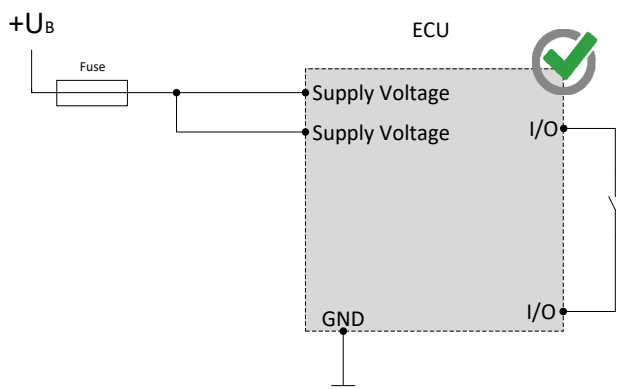 +UB
ECU
Fuse
Supply Voltage
Supply Voltage
I/O
I/O
GND